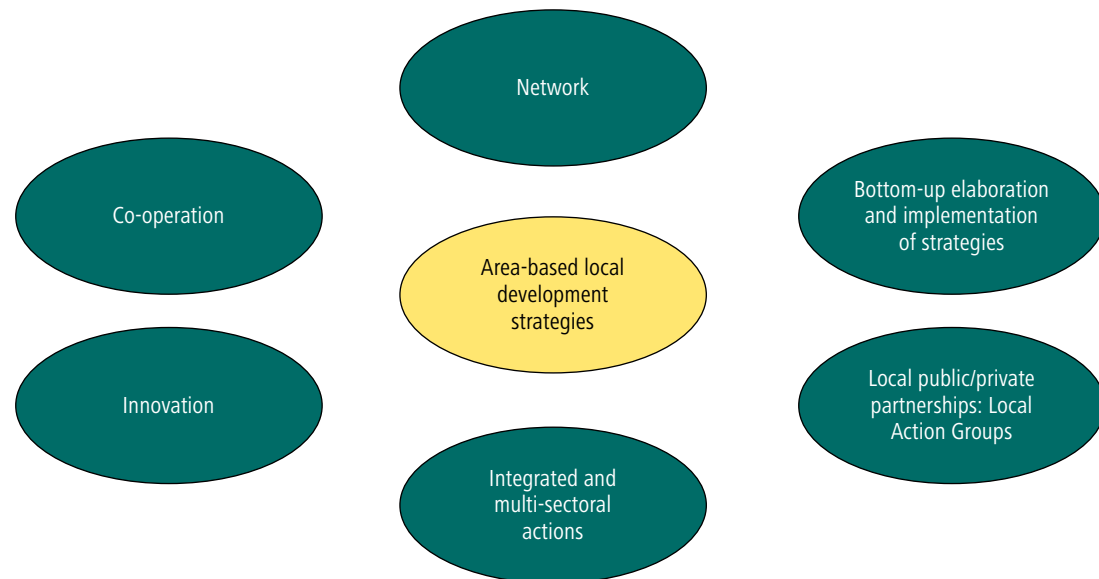 Network
Co-operation
Bottom-up elaboration
and implementation
of strategies
Area-based local
development
strategies
Innovation
Local public/private
partnerships: Local
Action Groups
Integrated and
multi-sectoral
actions